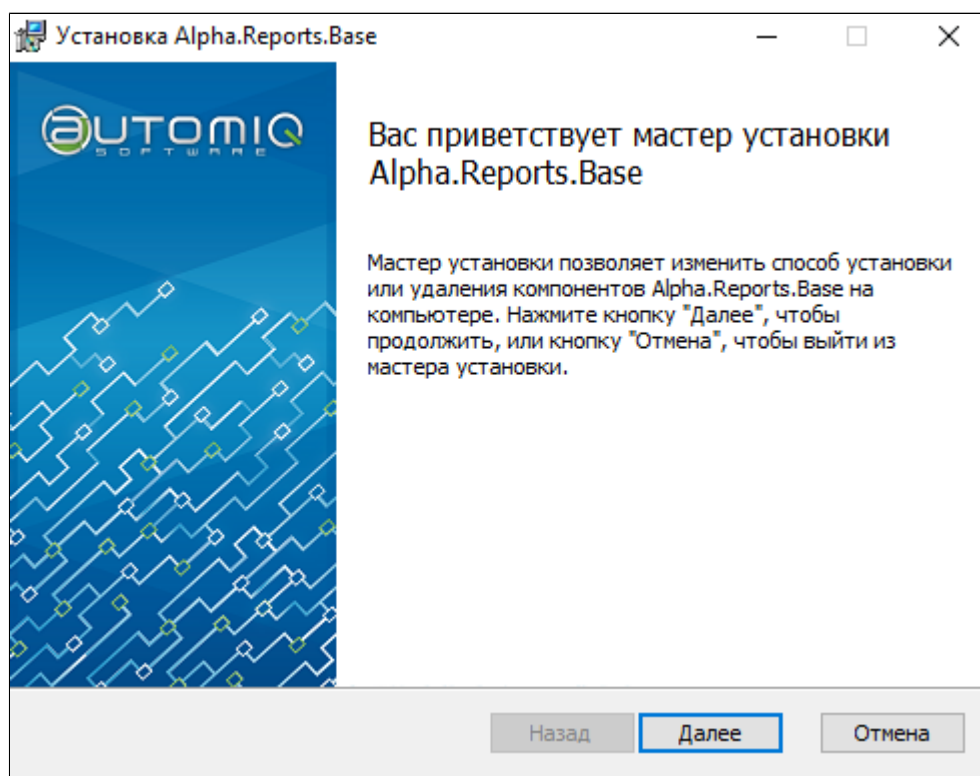 Установка Alpha.Reports.Base
AUTOMIQ
SOFTWARE
Вас приветствует мастер установки
Alpha.Reports.Base
Мастер установки позволяет изменить способ установки
или удаления компонентов Alpha.Reports.Base на
компьютере. Нажмите кнопку "Далее", чтобы
продолжить, или кнопку "Отмена", чтобы выйти из
мастера установки.
Назад Далее Отмена